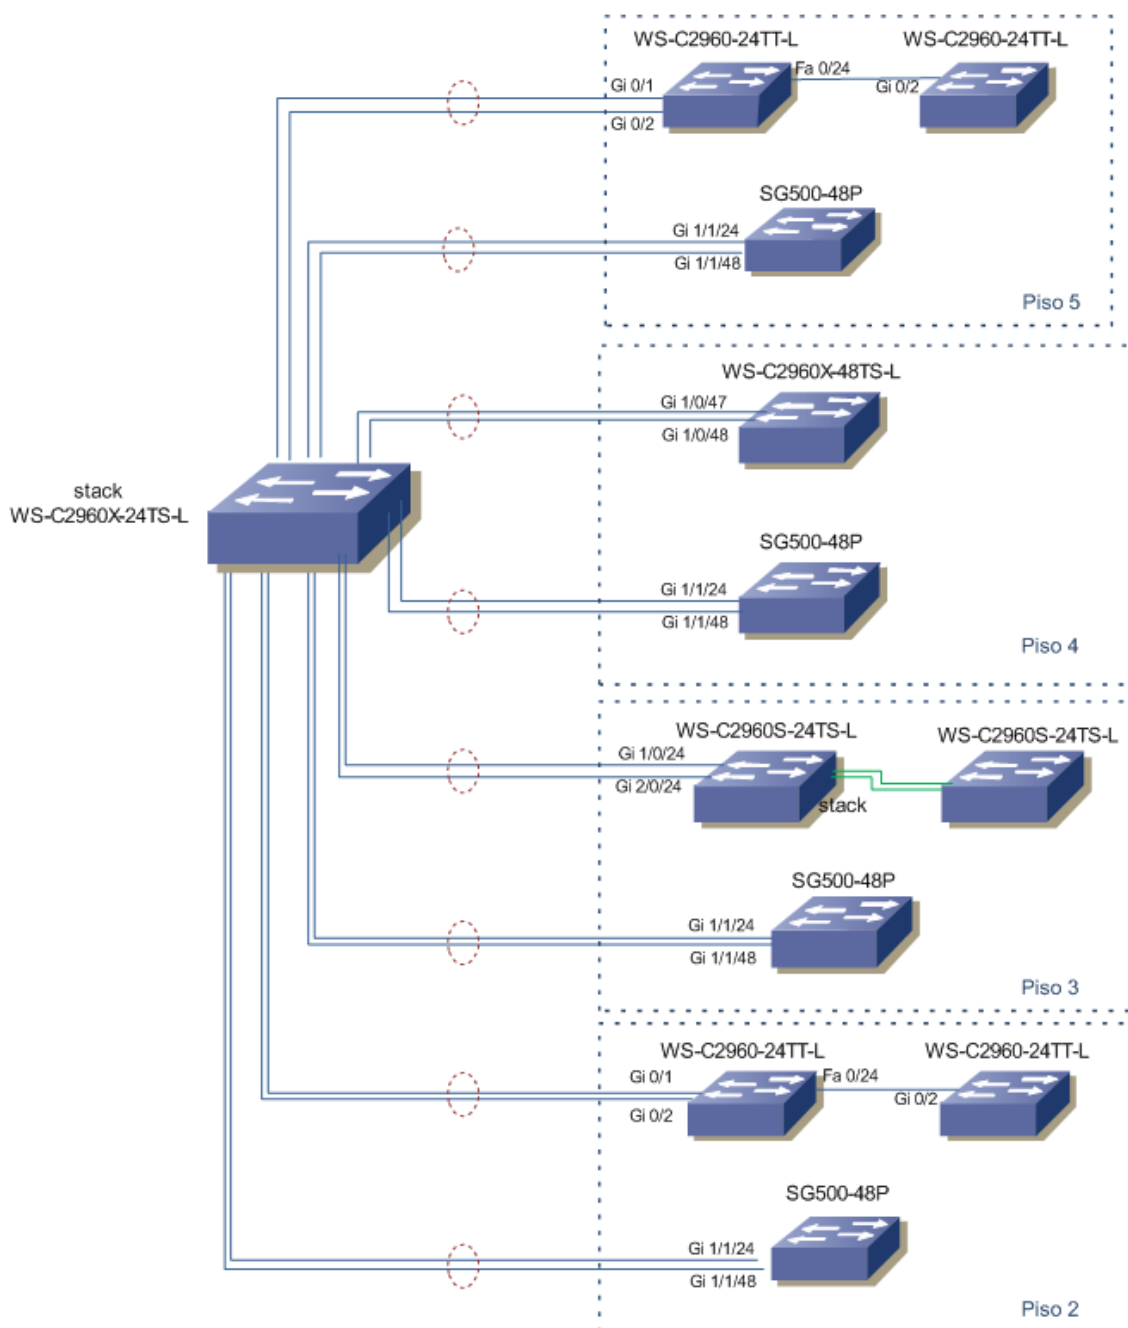 WS-C2960-24TT-L
WS-C2960-24TT-L
Fa 0/24
Gi 0/1
Gi 0/2
Gi 0/2
SG500-48P
Gi 1/1/24
Gi 1/1/48
Piso 5
WS-C2960X-48TS-L
Gi 1/0/47
Gi 1/0/48
stack
WS-C2960X-24TS-L
SG500-48P
Gi 1/1/24
Gi 1/1/48
Piso 4
WS-C2960S-24TS-L
WS-C2960S-24TS-L
Gi 1/0/24
Gi 2/0/24
stack
SG500-48P
Gi 1/1/24
Gi 1/1/48
Piso 3
WS-C2960-24TT-L
WS-C2960-24TT-L
Gi 0/1
Fa 0/24
Gi 0/2
Gi 0/2
SG500-48P
Gi 1/1/24
Gi 1/1/48
Piso 2